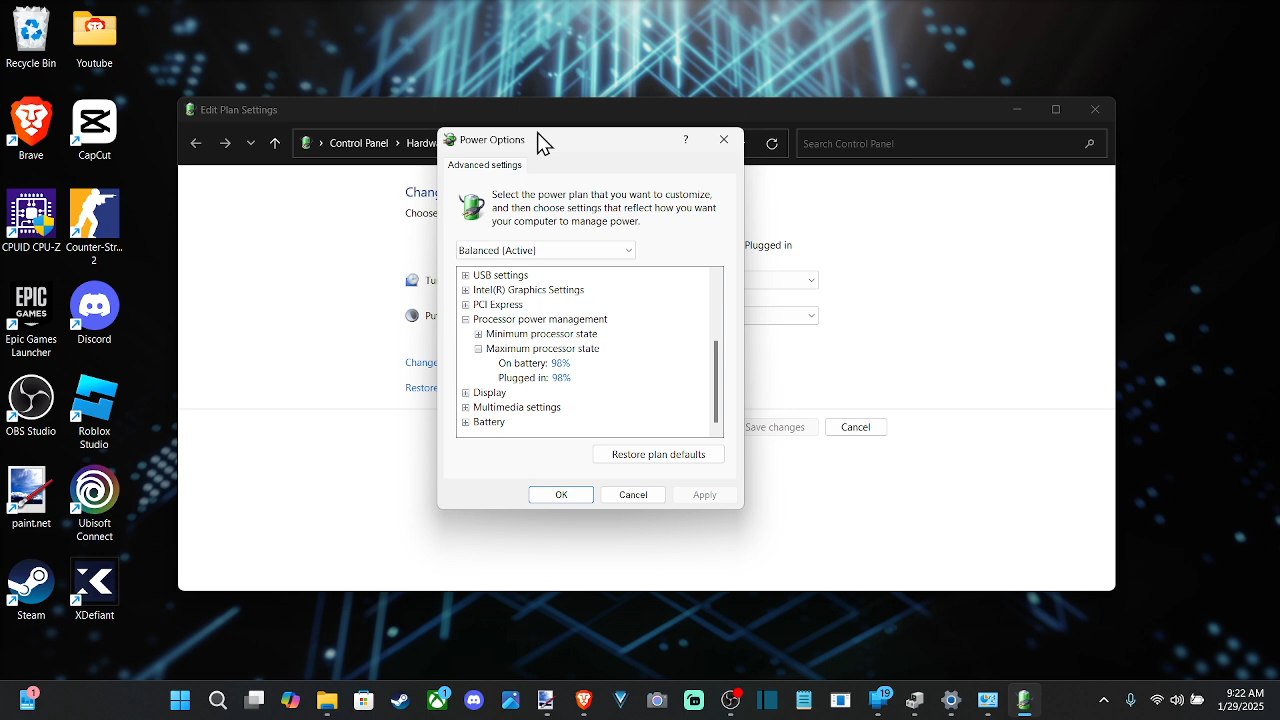 Recycle Bin
Youtube
Brave
CapCut
CPUID CPU-Z
Counter-Str...
2
EPIC
GAMES
Epic Games
Launcher
Discord
OBS Studio
Roblox
Studio
paint.net
Ubisoft
Connect
Steam
XDefiant
Edit Plan Settings
Control Panel
Search Control Panel
Plugged in
Save changes
Cancel
Power Options
?
Advanced settings
Select the power plan that you want to customize,
and then choose settings that reflect how you want
your computer to manage power.
Balanced [Active]
USB settings
Intel(R) Graphics Settings
PCI Express
Processor power management
Minimum processor state
Maximum processor state
On battery: 98%
Plugged in: 98%
Display
Multimedia settings
Battery
Restore plan defaults
OK
Cancel
Apply
1
1
19
9:22 AM
1/29/2025